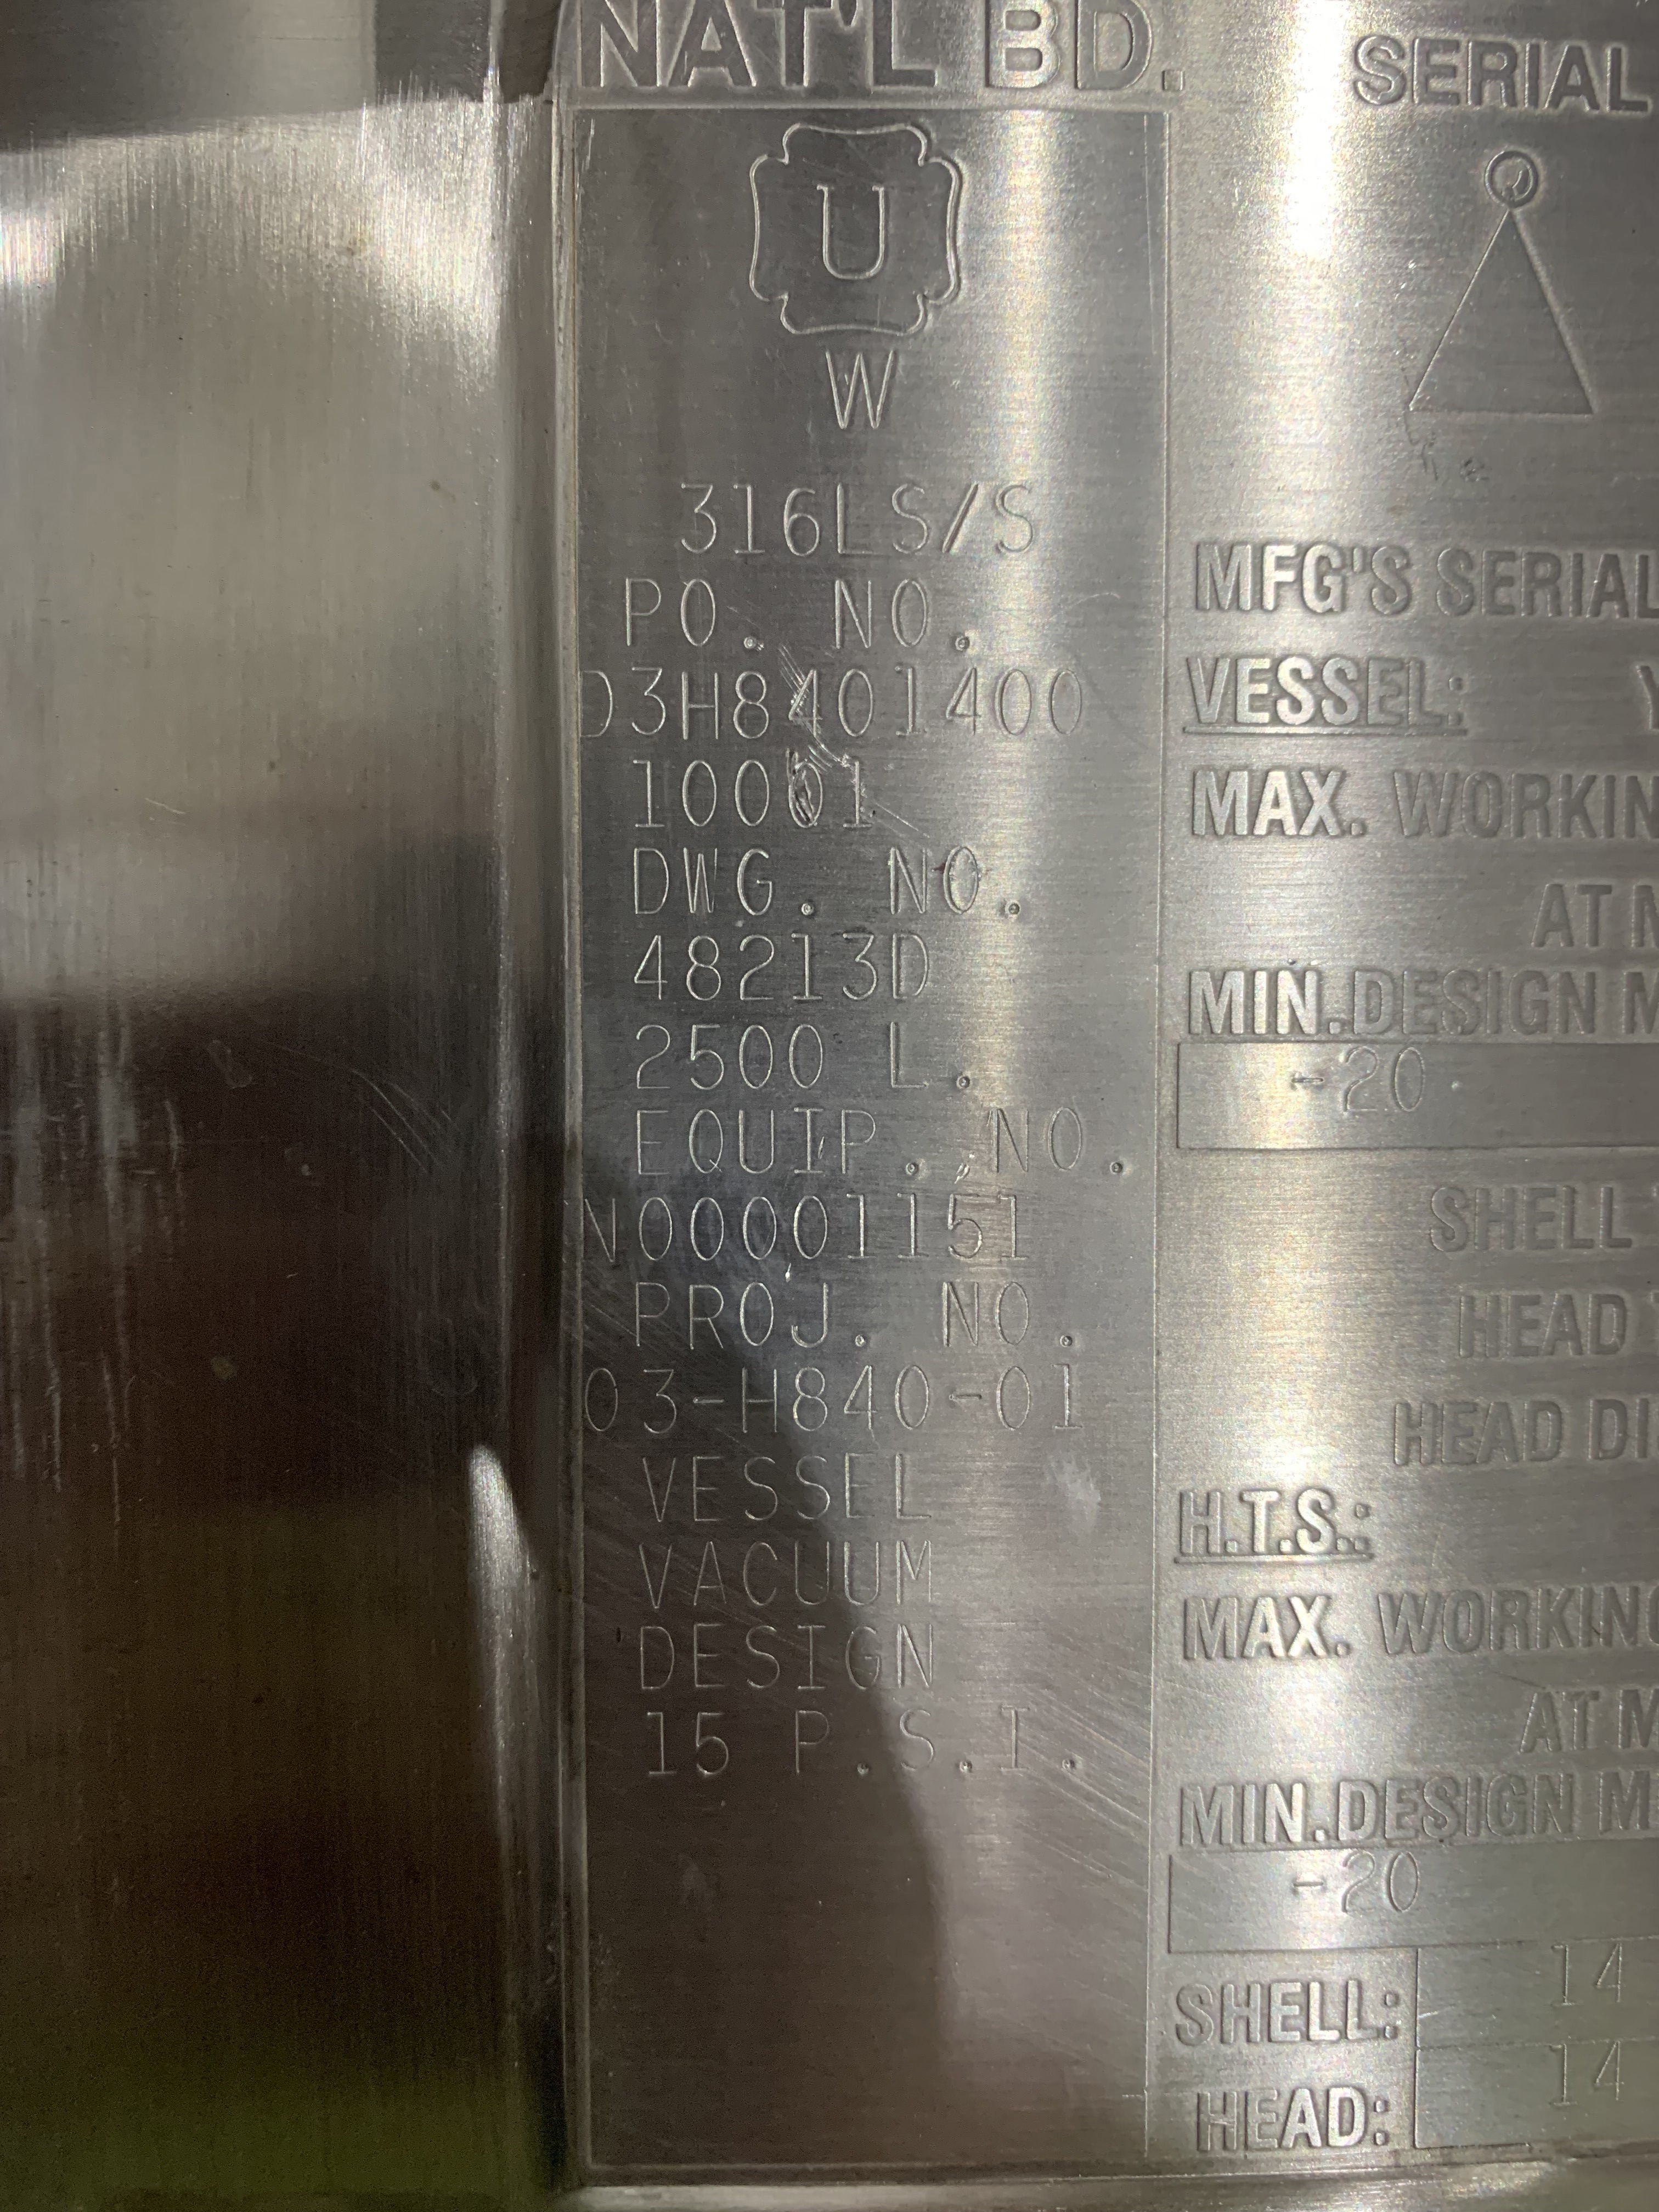 NAT'L BD.
U
W
316LS/S
PO. NO.
03H8401400
10001
DWG. NO.
48213D
2500 L.
EQUIP. NO.
N00001151
PROJ. NO.
03-H840-01
VESSEL
VACUUM
DESIGN
15 P.S.I.
SERIAL
MFG'S SERIAL
VESSEL:
MAX. WORKIN
AT M
MIN.DESIGN M
-20
SHELL
HEAD
HEAD DI
H.T.S.:
MAX. WORKING
AT M
MIN.DESIGN M
-20
SHELL: 14
HEAD: 14